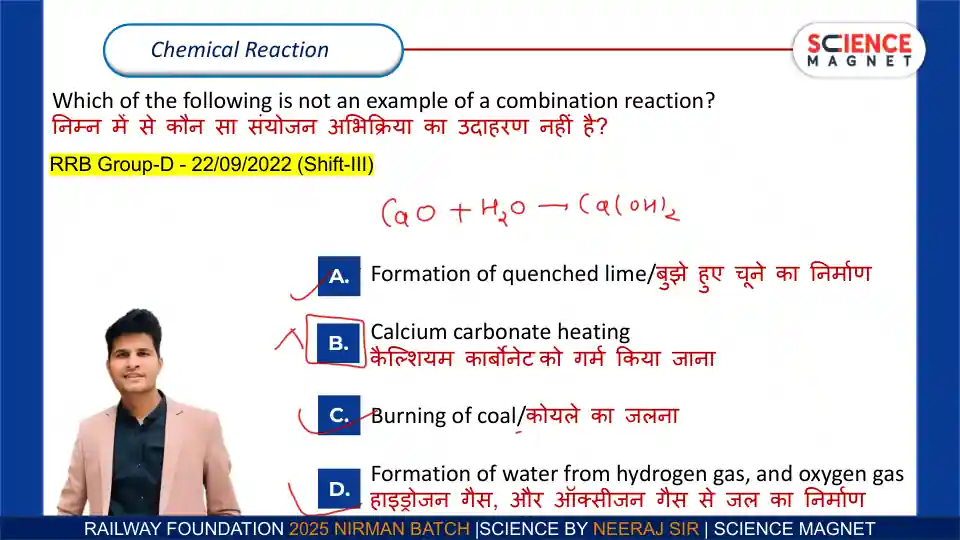 Chemical Reaction
SCIENCE
MAGNET
Which of the following is not an example of a combination reaction?
निम्न में से कौन सा संयोजन अभिक्रिया का उदाहरण नहीं है?
RRB Group-D - 22/09/2022 (Shift-III)
CaO + H₂O → Ca(OH)₂
A. Formation of quenched lime/बुझे हुए चूने का निर्माण
B. Calcium carbonate heating
कैल्शियम कार्बोनेट को गर्म किया जाना
C. Burning of coal/कोयले का जलना
D. Formation of water from hydrogen gas, and oxygen gas
हाइड्रोजन गैस, और ऑक्सीजन गैस से जल का निर्माण
RAILWAY FOUNDATION 2025 NIRMAN BATCH |SCIENCE BY NEERAJ SIR | SCIENCE MAGNET